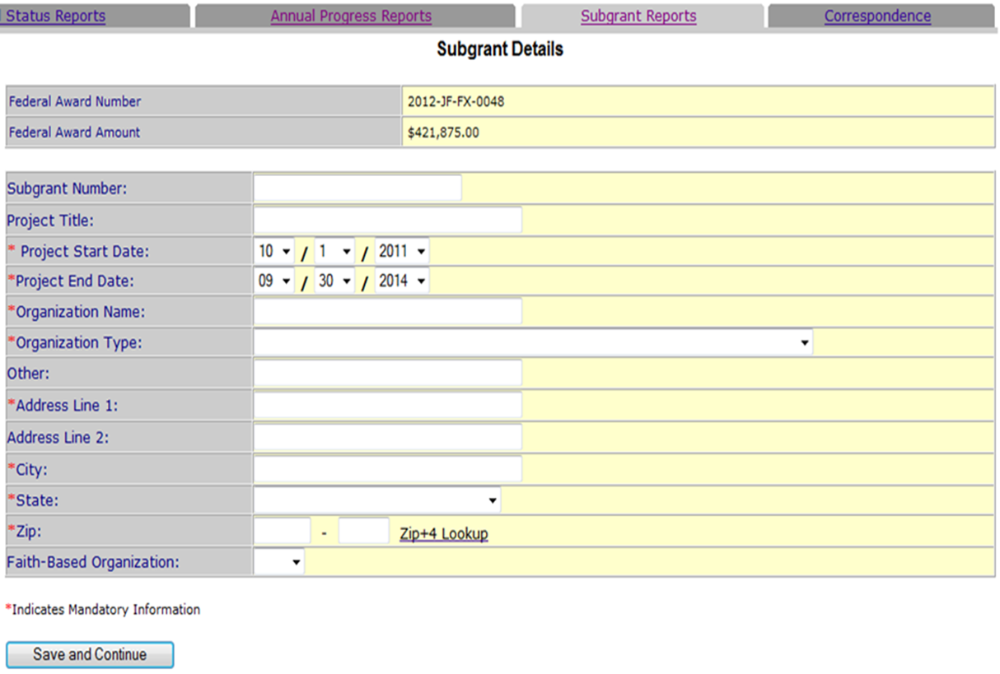 Status Reports Annual Progress Reports Subgrant Reports Correspondence
Subgrant Details
Federal Award Number 2012-JF-FX-0048
Federal Award Amount $421,875.00
Subgrant Number:
Project Title:
* Project Start Date: 10 / 1 / 2011
*Project End Date: 09 / 30 / 2014
*Organization Name:
*Organization Type:
Other:
*Address Line 1:
Address Line 2:
*City:
*State:
*Zip: - Zip+4 Lookup
Faith-Based Organization:
*Indicates Mandatory Information
Save and Continue